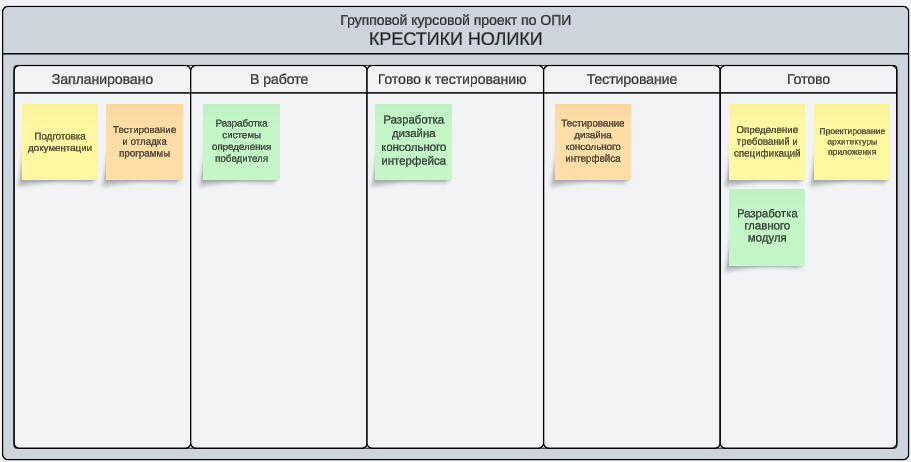 Групповой курсовой проект по ОПИ
КРЕСТИКИ НОЛИКИ
Запланировано
В работе
Готово к тестированию
Тестирование
Готово
Подготовка
документации
Тестирование
и отладка
программы
Разработка
системы
определения
победителя
Разработка
дизайна
консольного
интерфейса
Тестирование
дизайна
консольного
интерфейса
Определение
требований и
спецификаций
Проектирование
архитектуры
приложения
Разработка
главного
модуля